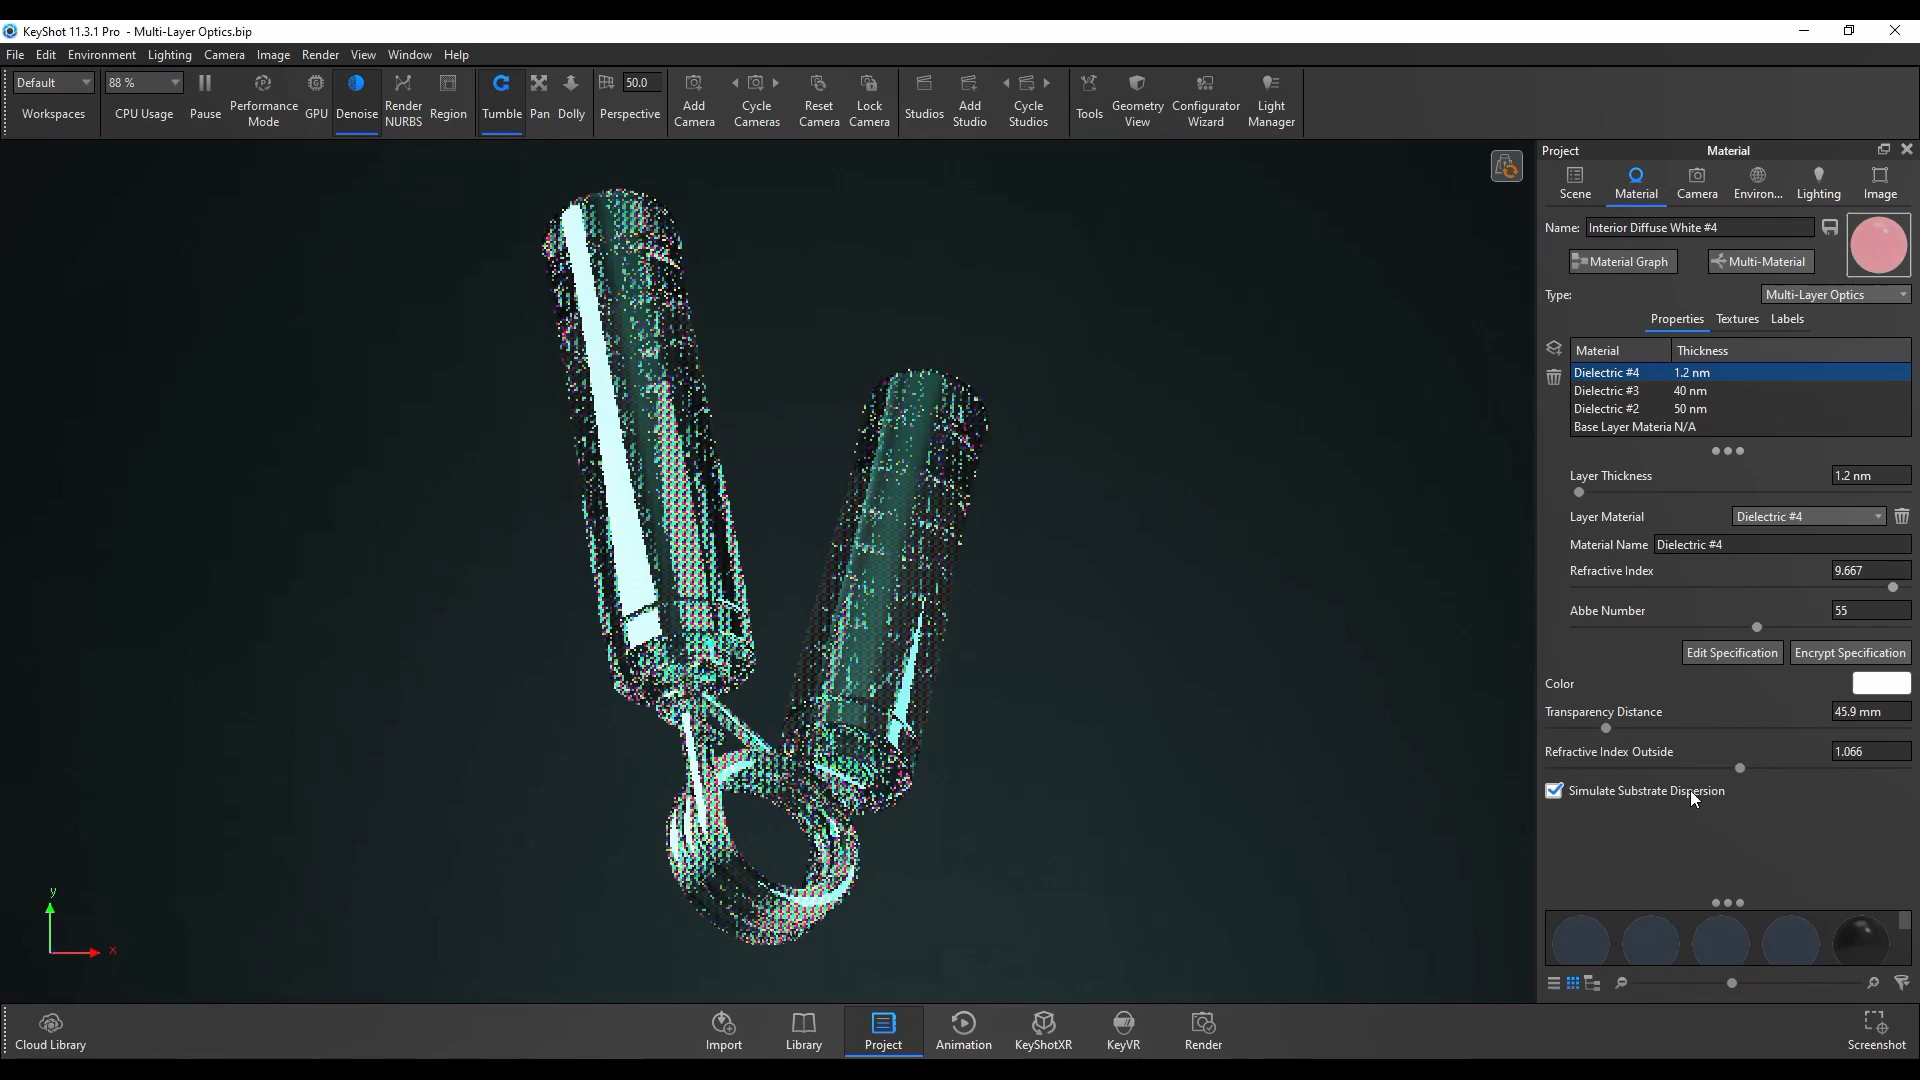 KeyShot 11.3.1 Pro - Multi-Layer Optics.bip
File Edit Environment Lighting Camera Image Render View Window Help
Default 88 % 50.0
Workspaces CPU Usage Pause Performance Mode GPU Denoise Render NURBS Region Tumble Pan Dolly Perspective Add Camera Cycle Cameras Reset Camera Lock Camera Studios Add Studio Cycle Studios Tools Geometry View Configurator Wizard Light Manager
Project Material
Scene Material Camera Environ... Lighting Image
Name: Interior Diffuse White #4
Material Graph Multi-Material
Type: Multi-Layer Optics
Properties Textures Labels
Material Thickness
Dielectric #4 1.2 nm
Dielectric #3 40 nm
Dielectric #2 50 nm
Base Layer Materia N/A
Layer Thickness 1.2 nm
Layer Material Dielectric #4
Material Name Dielectric #4
Refractive Index 9.667
Abbe Number 55
Edit Specification Encrypt Specification
Color
Transparency Distance 45.9 mm
Refractive Index Outside 1.066
Simulate Substrate Dispersion
y
x
Cloud Library Import Library Project Animation KeyShotXR KeyVR Render Screenshot